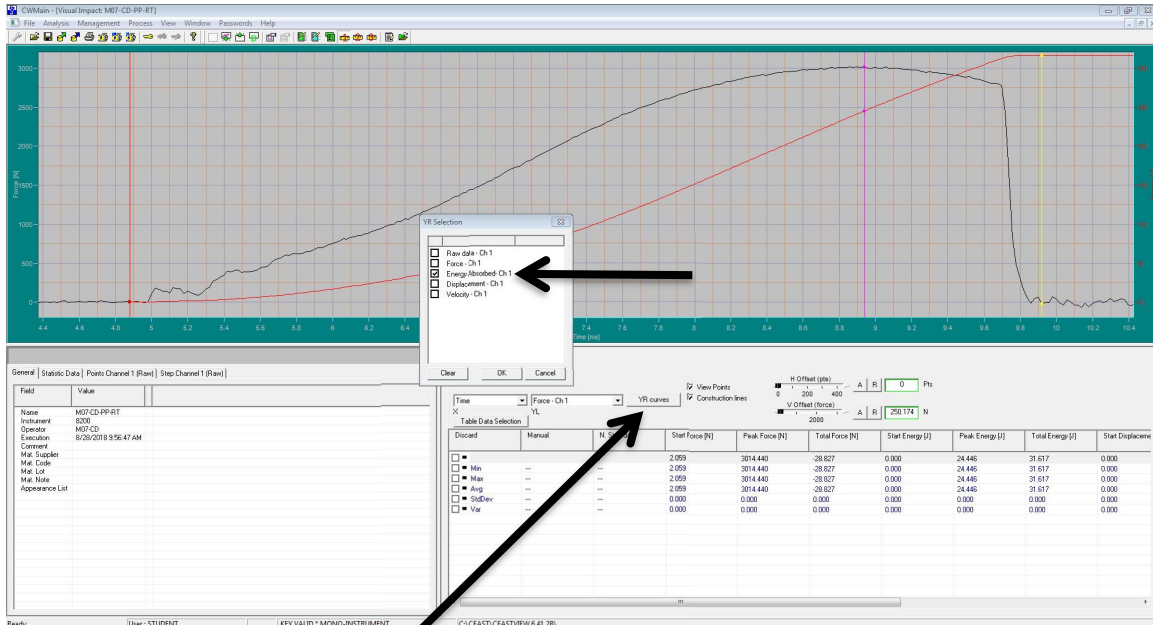 CWMain - [Visual Impact: M07-CD-PP-RT]
File Analysis Management Process View Window Passwords Help
3000
2500
2000
1500
1000
500
0
Force [N]
4.4 4.6 4.8 5 5.2 5.4 5.6 5.8 6 6.2 6.4 7.4 7.6 7.8 8 8.2 8.4 8.6 8.8 9 9.2 9.4 9.6 9.8 10 10.2 10.4
Time [ms]
YR Selection
Raw data - Ch 1
Force - Ch 1
Energy Absorbed- Ch 1
Displacement - Ch 1
Velocity - Ch 1
Clear OK Cancel
General Statistic Data Points Channel 1 (Raw) Step Channel 1 (Raw)
Field Value
Name M07-CD-PP-RT
Instrument 8200
Operator M07-CD
Execution 8/28/2018 9:56:47 AM
Comment
Mat. Supplier
Mat. Code
Mat. Lot
Mat. Note
Appearance List
Time Force - Ch 1 YR curves
X YL
Table Data Selection
View Points
Construction lines
H Offset (pts)
0 200 400 A R 0 Pts
V Offset (force)
2000 A R 250.174 N
Discard Manual Start Force [N] Peak Force [N] Total Force [N] Start Energy [J] Peak Energy [J] Total Energy [J] Start Displaceme
2.059 3014.440 -28.827 0.000 24.446 31.617 0.000
Min -- -- 2.059 3014.440 -28.827 0.000 24.446 31.617 0.000
Max -- -- 2.059 3014.440 -28.827 0.000 24.446 31.617 0.000
Avg -- -- 2.059 3014.440 -28.827 0.000 24.446 31.617 0.000
StdDev -- -- 0.000 0.000 0.000 0.000 0.000 0.000 0.000
Var -- -- 0.000 0.000 0.000 0.000 0.000 0.000 0.000
Ready User : STUDENT KEY VALID * MONO-INSTRUMENT C:\CEAST\CEASTVIEW 6.41 2B\